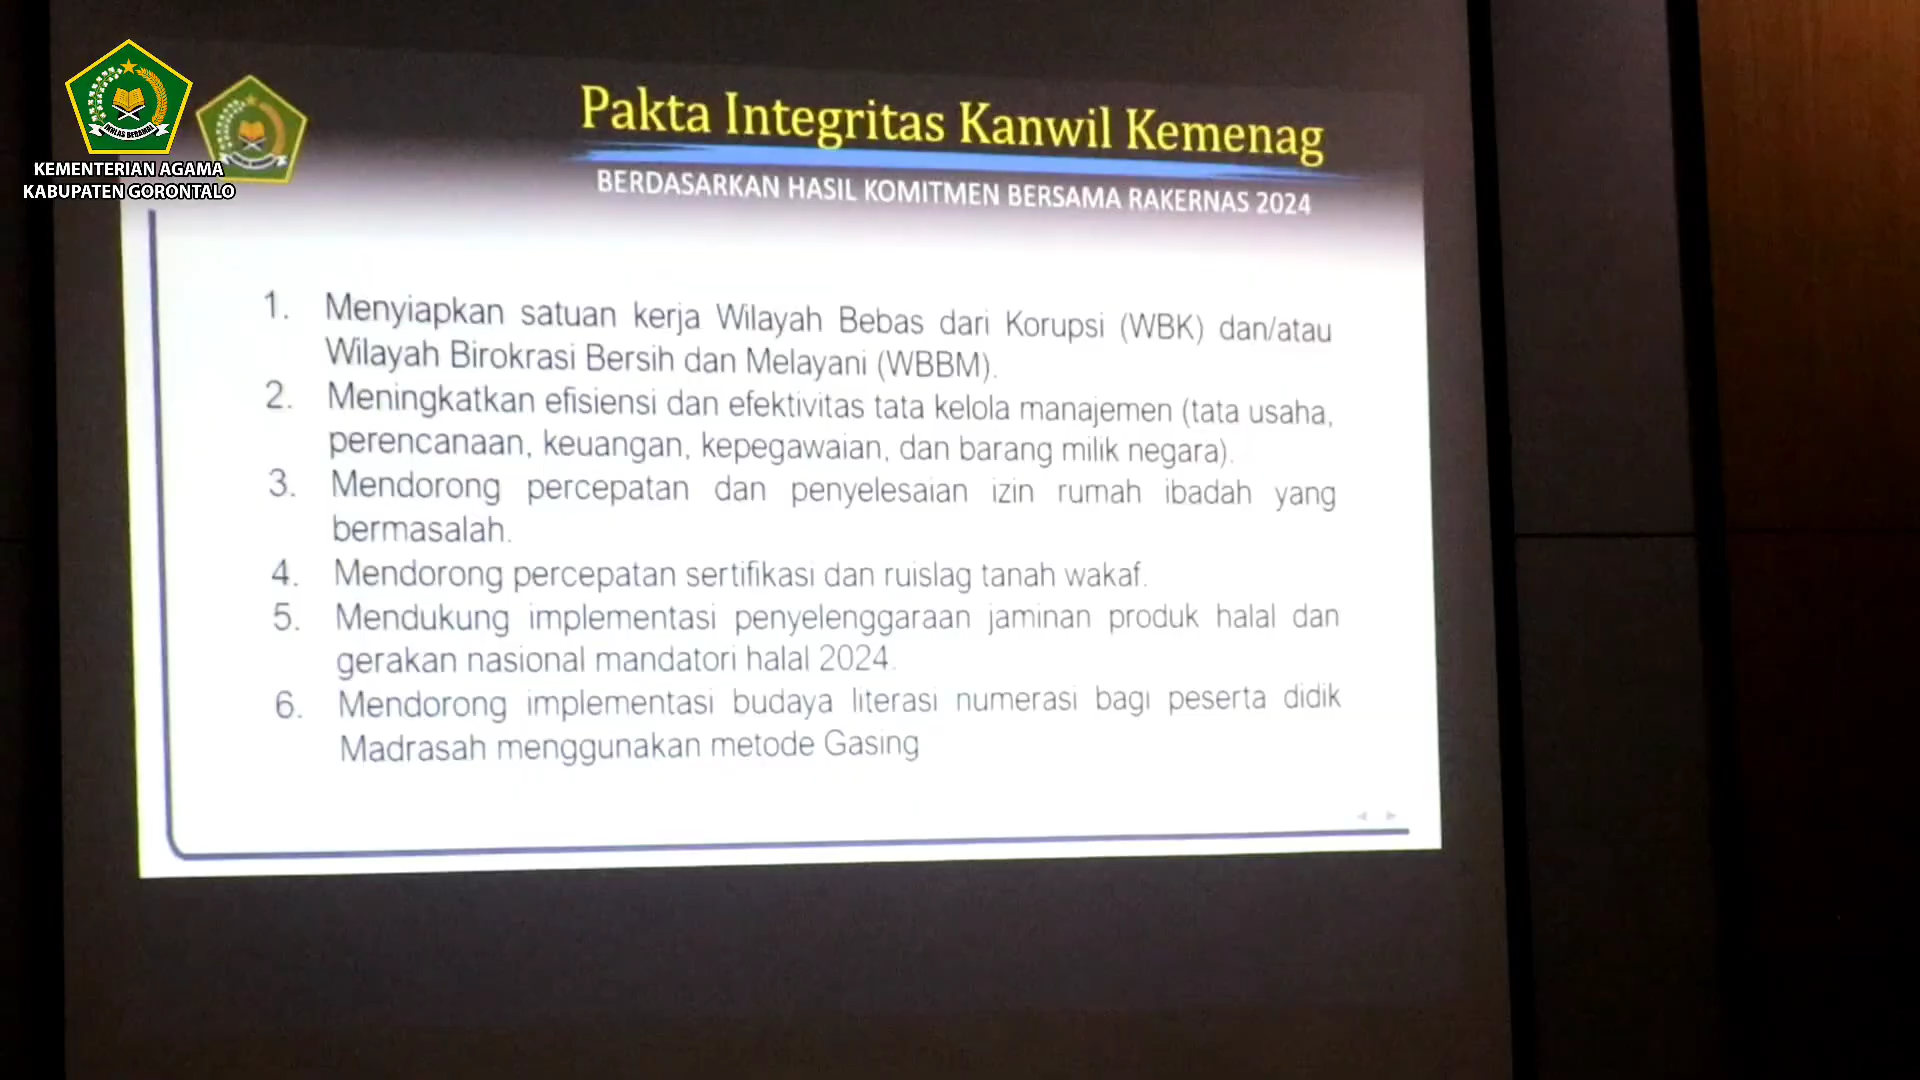 IKHLAS BERAMAL
KEMENTERIAN AGAMA
KABUPATEN GORONTALO
Pakta Integritas Kanwil Kemenag
BERDASARKAN HASIL KOMITMEN BERSAMA RAKERNAS 2024
1. Menyiapkan satuan kerja Wilayah Bebas dari Korupsi (WBK) dan/atau
Wilayah Birokrasi Bersih dan Melayani (WBBM).
2. Meningkatkan efisiensi dan efektivitas tata kelola manajemen (tata usaha,
perencanaan, keuangan, kepegawaian, dan barang milik negara).
3. Mendorong percepatan dan penyelesaian izin rumah ibadah yang
bermasalah.
4. Mendorong percepatan sertifikasi dan ruislag tanah wakaf.
5. Mendukung implementasi penyelenggaraan jaminan produk halal dan
gerakan nasional mandatori halal 2024.
6. Mendorong implementasi budaya literasi numerasi bagi peserta didik
Madrasah menggunakan metode Gasing